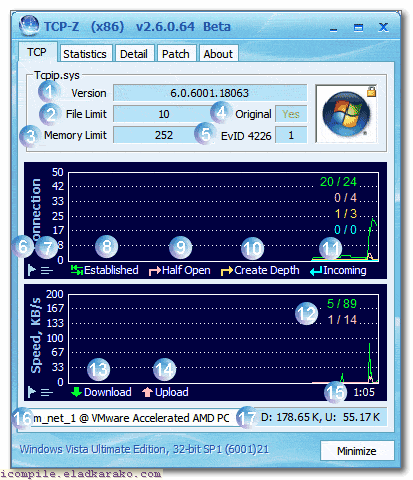 TCP-Z (x86) v2.6.0.64 Beta
TCP Statistics Detail Patch About
Tcpip.sys
1 Version 6.0.6001.18063
2 File Limit 10 4 Original Yes
3 Memory Limit 252 5 EvID 4226 1
50 20 / 24
42 0 / 4
33 1 / 3
25 0 / 0
17
8
0
Connection
6 7 8 9 10 11
Established Half Open Create Depth Incoming
200 5 / 89
167 1 / 14
133 12
100
67
33
0
Speed, KB/s
13 14 15
Download Upload 1:05
16 m_net_1 @ VMware Accelerated AMD PC 17 D: 178.65 K, U: 55.17 K
Windows Vista Ultimate Edition, 32-bit SP1 (6001)21 Minimize
icompile.eladkarako.com